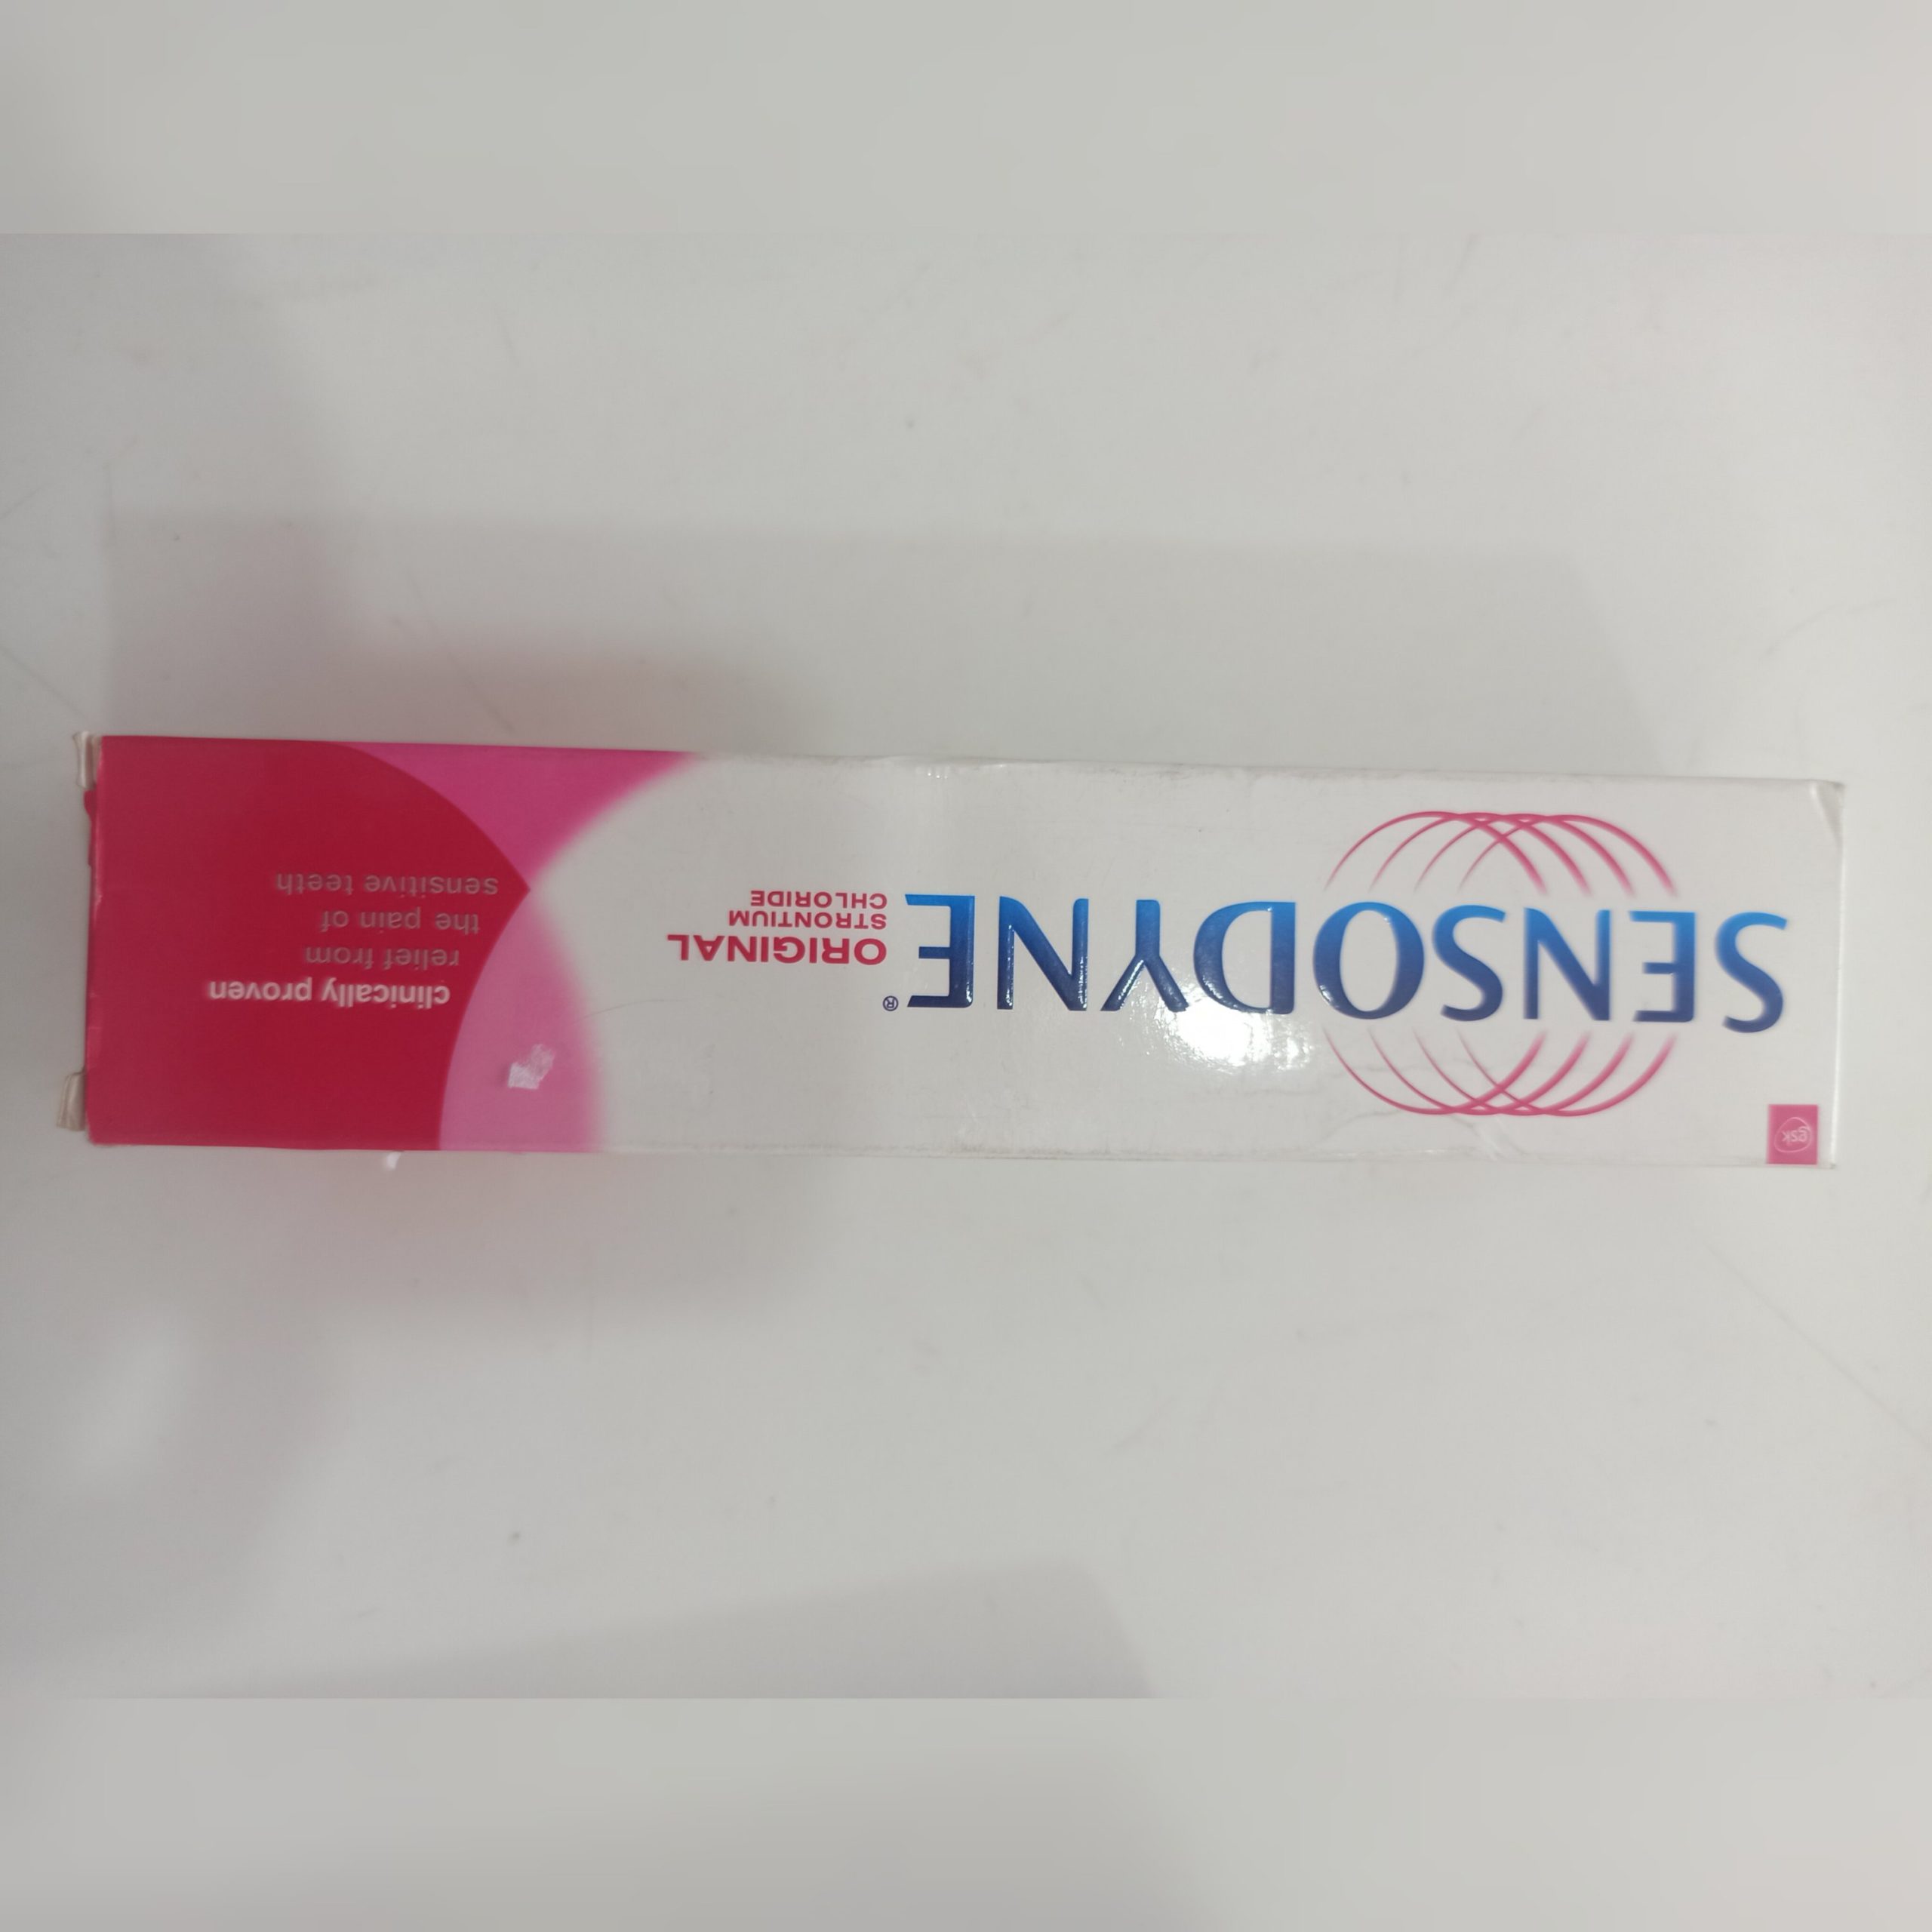 gsk
SENSODYNE®
ORIGINAL
STRONTIUM
CHLORIDE
clinically proven
relief from
the pain of
sensitive teeth